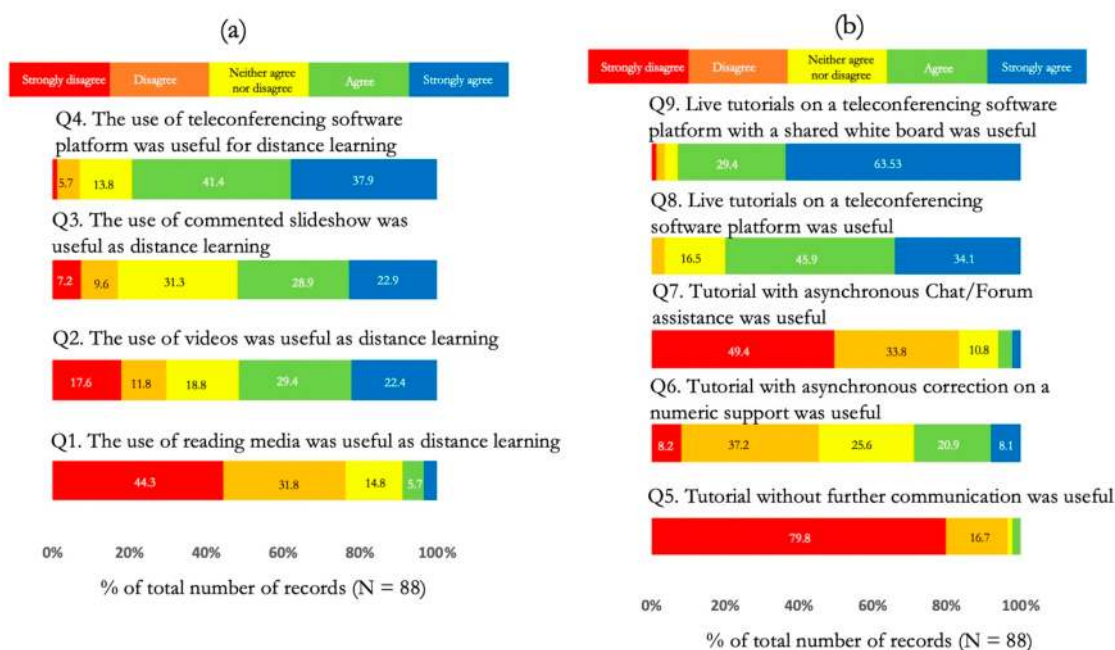 (a)
Strongly disagree
Disagree
Neither agree
nor disagree
Agree
Strongly agree
Q4. The use of teleconferencing software
platform was useful for distance learning
5.7 13.8 41.4 37.9
Q3. The use of commented slideshow was
useful as distance learning
7.2 9.6 31.3 28.9 22.9
Q2. The use of videos was useful as distance learning
17.6 11.8 18.8 29.4 22.4
Q1. The use of reading media was useful as distance learning
44.3 31.8 14.8 5.7
0% 20% 40% 60% 80% 100%
% of total number of records (N = 88)
(b)
Strongly disagree
Disagree
Neither agree
nor disagree
Agree
Strongly agree
Q9. Live tutorials on a teleconferencing software
platform with a shared white board was useful
29.4 63.53
Q8. Live tutorials on a teleconferencing
software platform was useful
16.5 45.9 34.1
Q7. Tutorial with asynchronous Chat/Forum
assistance was useful
49.4 33.8 10.8
Q6. Tutorial with asynchronous correction on a
numeric support was useful
8.2 37.2 25.6 20.9 8.1
Q5. Tutorial without further communication was useful
79.8 16.7
0% 20% 40% 60% 80% 100%
% of total number of records (N = 88)